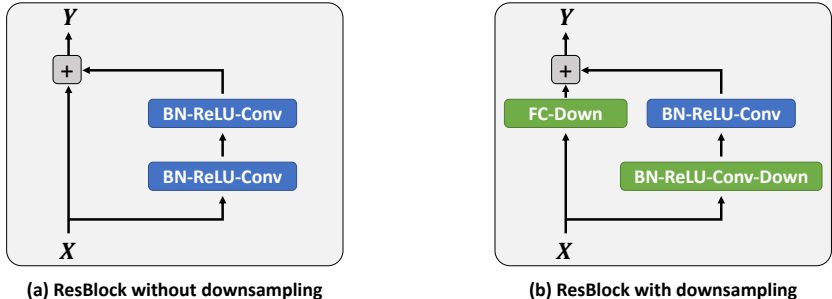 Y
+
BN-ReLU-Conv
BN-ReLU-Conv
X
(a) ResBlock without downsampling
Y
+
FC-Down
BN-ReLU-Conv
BN-ReLU-Conv-Down
X
(b) ResBlock with downsampling